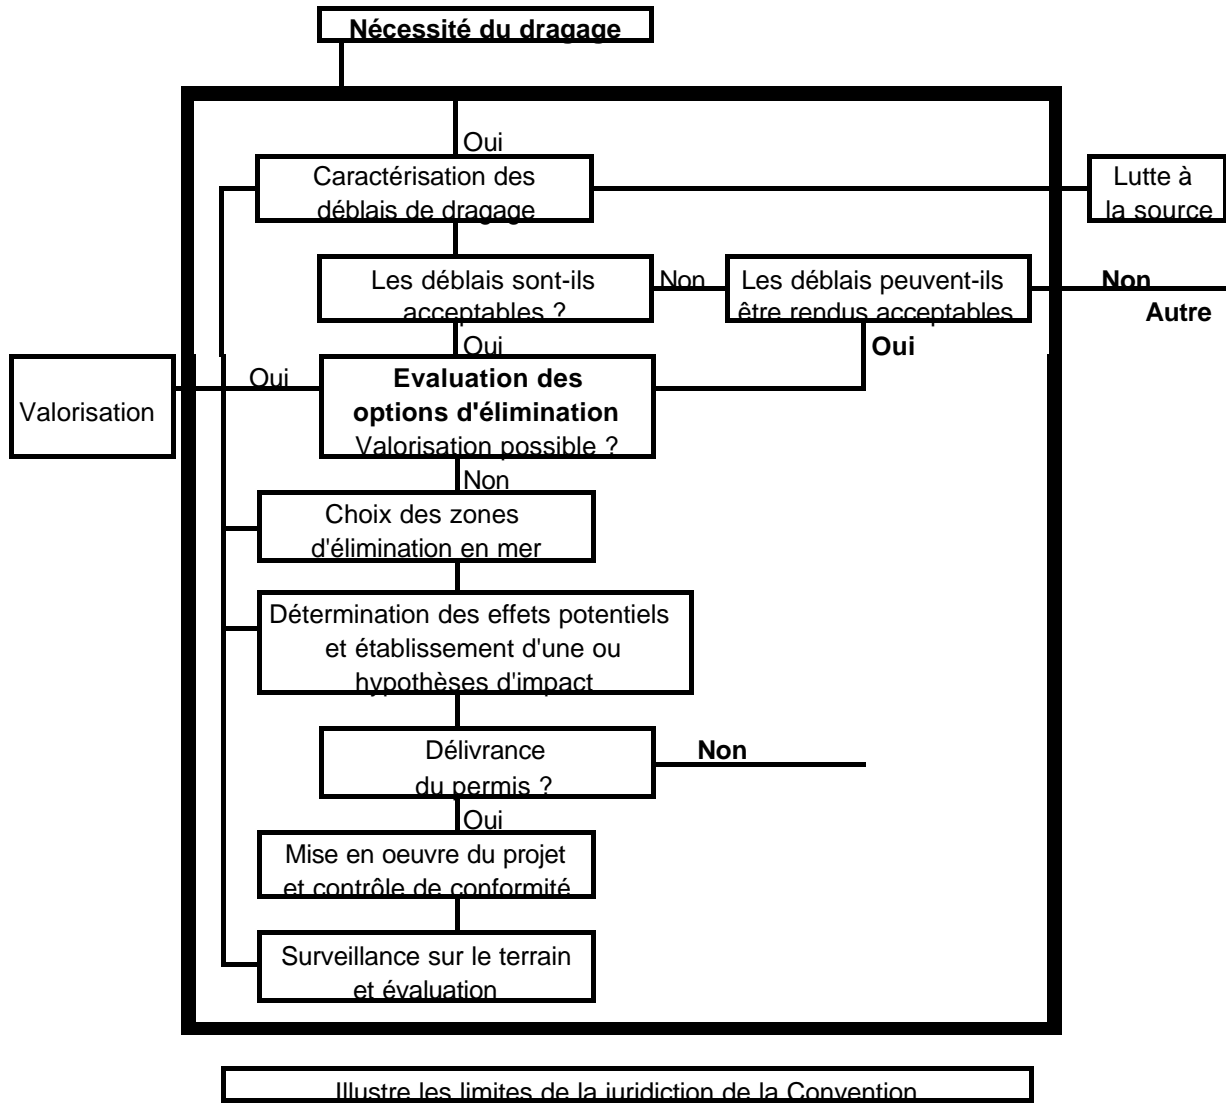 Nécessité du dragage
Oui
Caractérisation des
déblais de dragage
Lutte à
la source
Les déblais sont-ils
acceptables ?
Non
Les déblais peuvent-ils
être rendus acceptables
Non
Autre
Oui
Oui
Valorisation
Oui
Evaluation des
options d'élimination
Valorisation possible ?
Non
Choix des zones
d'élimination en mer
Détermination des effets potentiels
et établissement d'une ou
hypothèses d'impact
Délivrance
du permis ?
Non
Oui
Mise en oeuvre du projet
et contrôle de conformité
Surveillance sur le terrain
et évaluation
Illustre les limites de la juridiction de la Convention